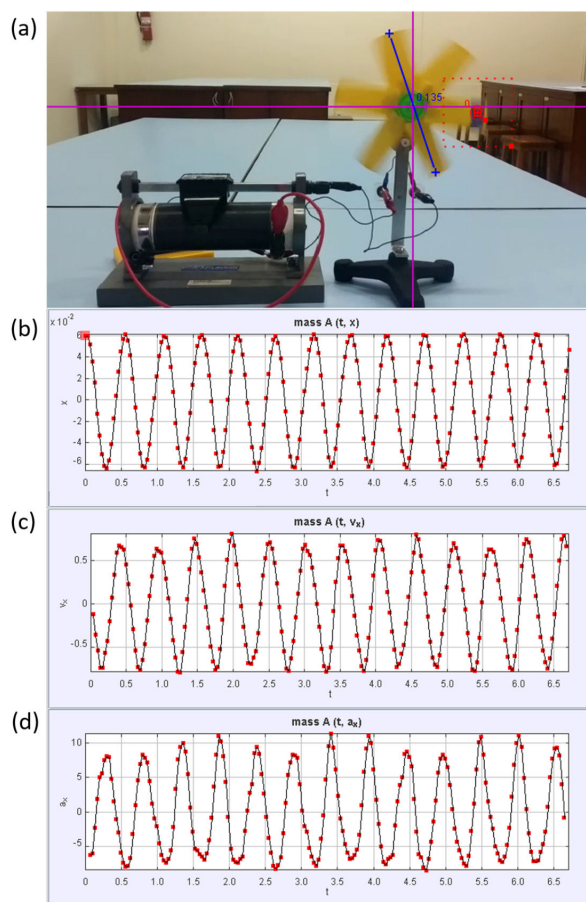 (a)
0.135
0
(b)
x 10⁻²
mass A (t, x)
6
4
2
0
-2
-4
-6
x
0 0.5 1.0 1.5 2.0 2.5 3.0 3.5 4.0 4.5 5.0 5.5 6.0 6.5
t
(c)
mass A (t, vₓ)
0.5
0
-0.5
vₓ
0.5 1.0 1.5 2.0 2.5 3.0 3.5 4.0 4.5 5.0 5.5 6.0 6.5
t
(d)
mass A (t, aₓ)
10
5
0
-5
aₓ
0 0.5 1.0 1.5 2.0 2.5 3.0 3.5 4.0 4.5 5.0 5.5 6.0 6.5
t